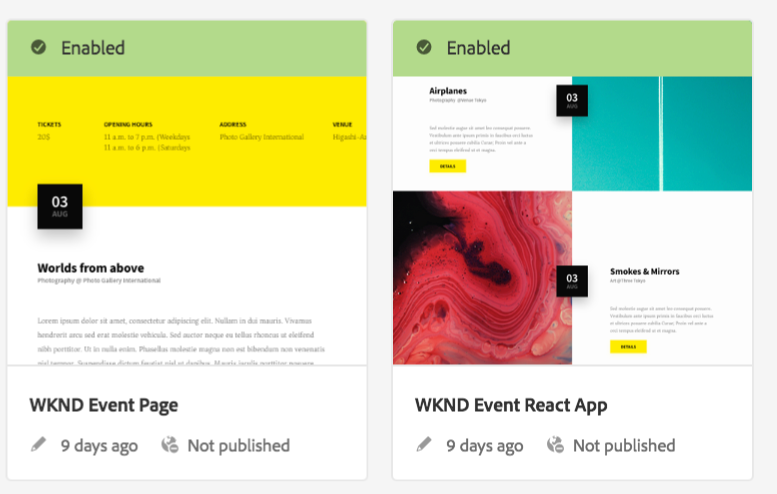 Enabled
TICKETS
20$
OPENING HOURS
11 a.m. to 7 p.m. (Weekdays
11 a.m. to 6 p.m. (Saturdays
ADDRESS
Photo Gallery International
VENUE
Higashi-Az
03
AUG
Worlds from above
Photography @ Photo Gallery International
Lorem ipsum dolor sit amet, consectetur adipiscing elit. Nullam in dui mauris. Vivamus
hendrerit arcu sed erat molestie vehicula. Sed auctor neque eu tellus rhoncus ut eleifend
nibh porttitor. Ut in nulla enim. Phasellus molestie magna non est bibendum non venenatis
nisl tempor. Suspendisse dictum feugiat nisl ut dapibus. Mauris iaculis porttitor posuere.
WKND Event Page
9 days ago
Not published
Enabled
Airplanes
Photography @Venue Tokyo
03
AUG
Sed molestie augue sit amet leo consequat posuere.
Vestibulum ante ipsum primis in faucibus orci luctus
et ultrices posuere cubilia Curae; Proin vel ante a
orci tempus eleifend ut et magna.
DETAILS
03
AUG
Smokes & Mirrors
Sed molestie augue sit amet leo consequat posuere.
Vestibulum ante ipsum primis in faucibus orci luctus
et ultrices posuere cubilia Curae; Proin vel ante a
orci tempus eleifend ut et magna.
DETAILS
WKND Event React App
9 days ago
Not published